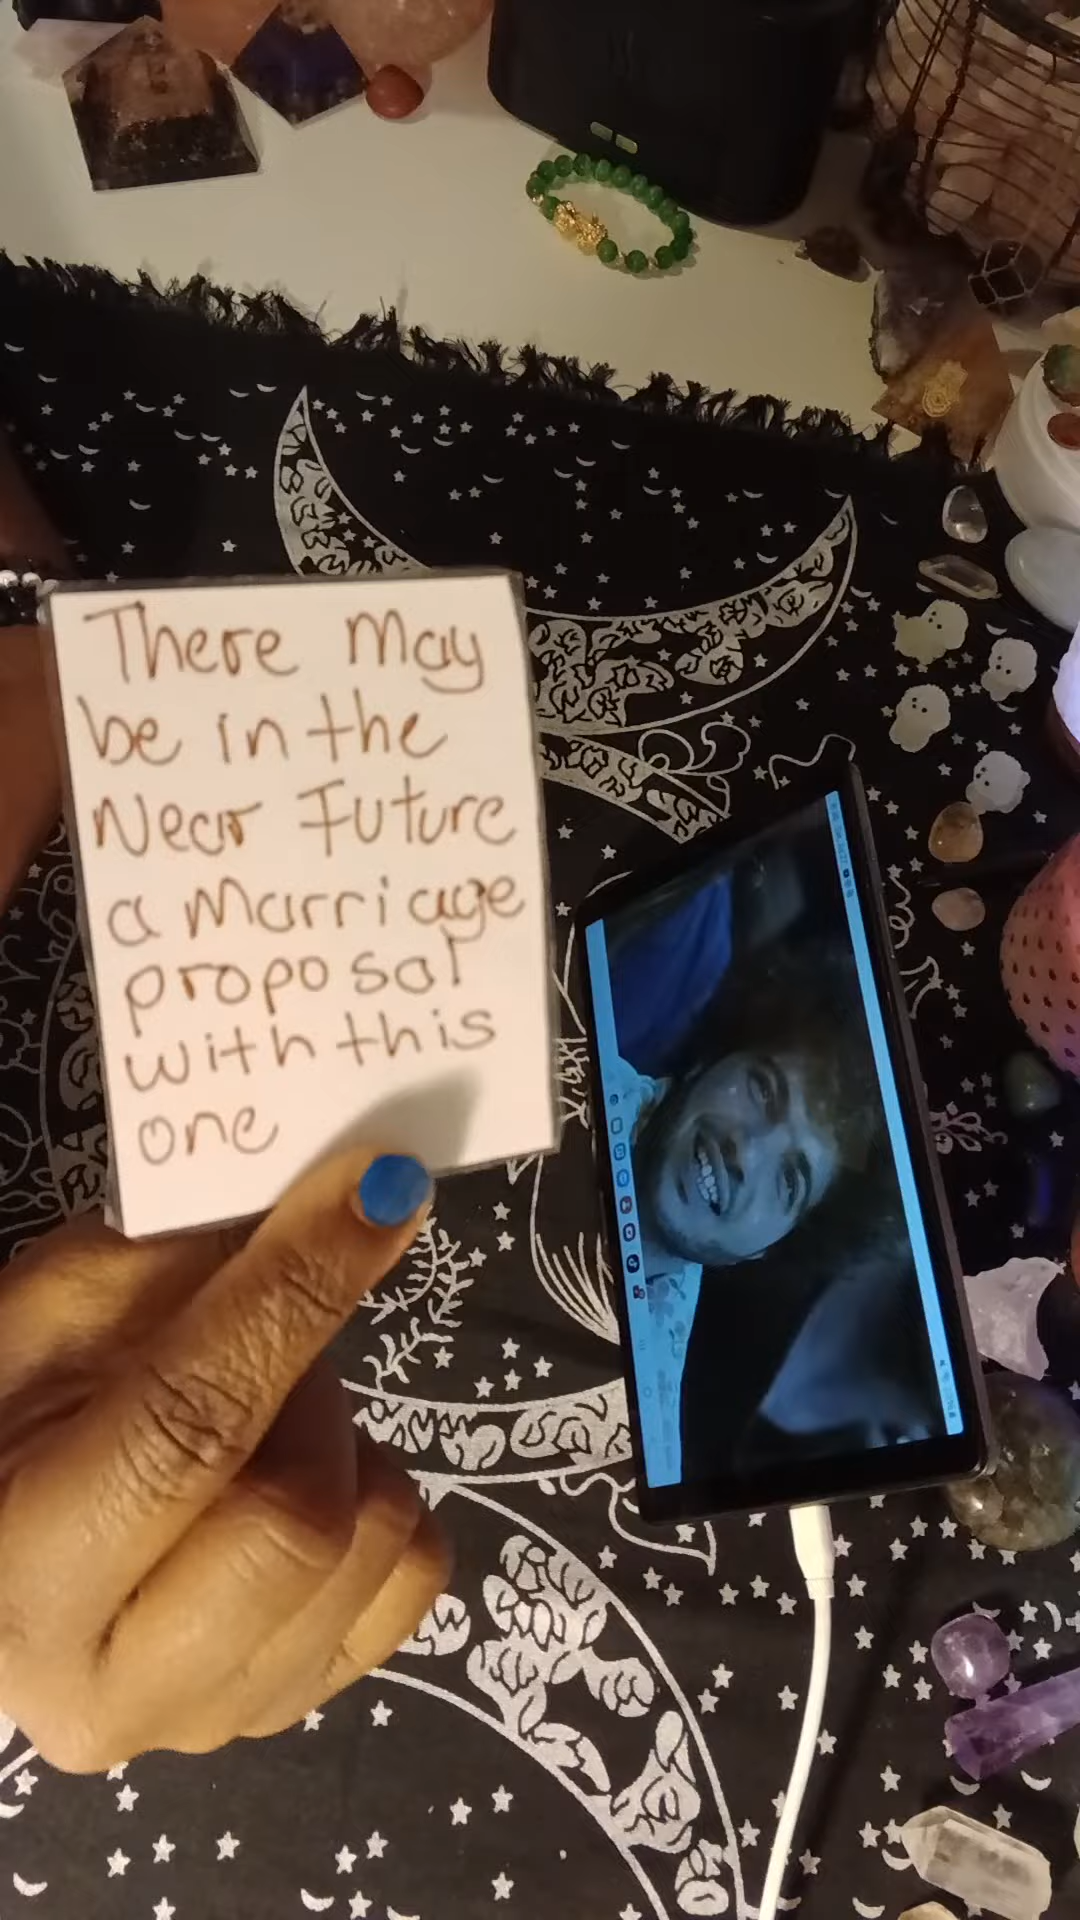 There May
be in the
Near Future
a Marriage
proposal
with this
one